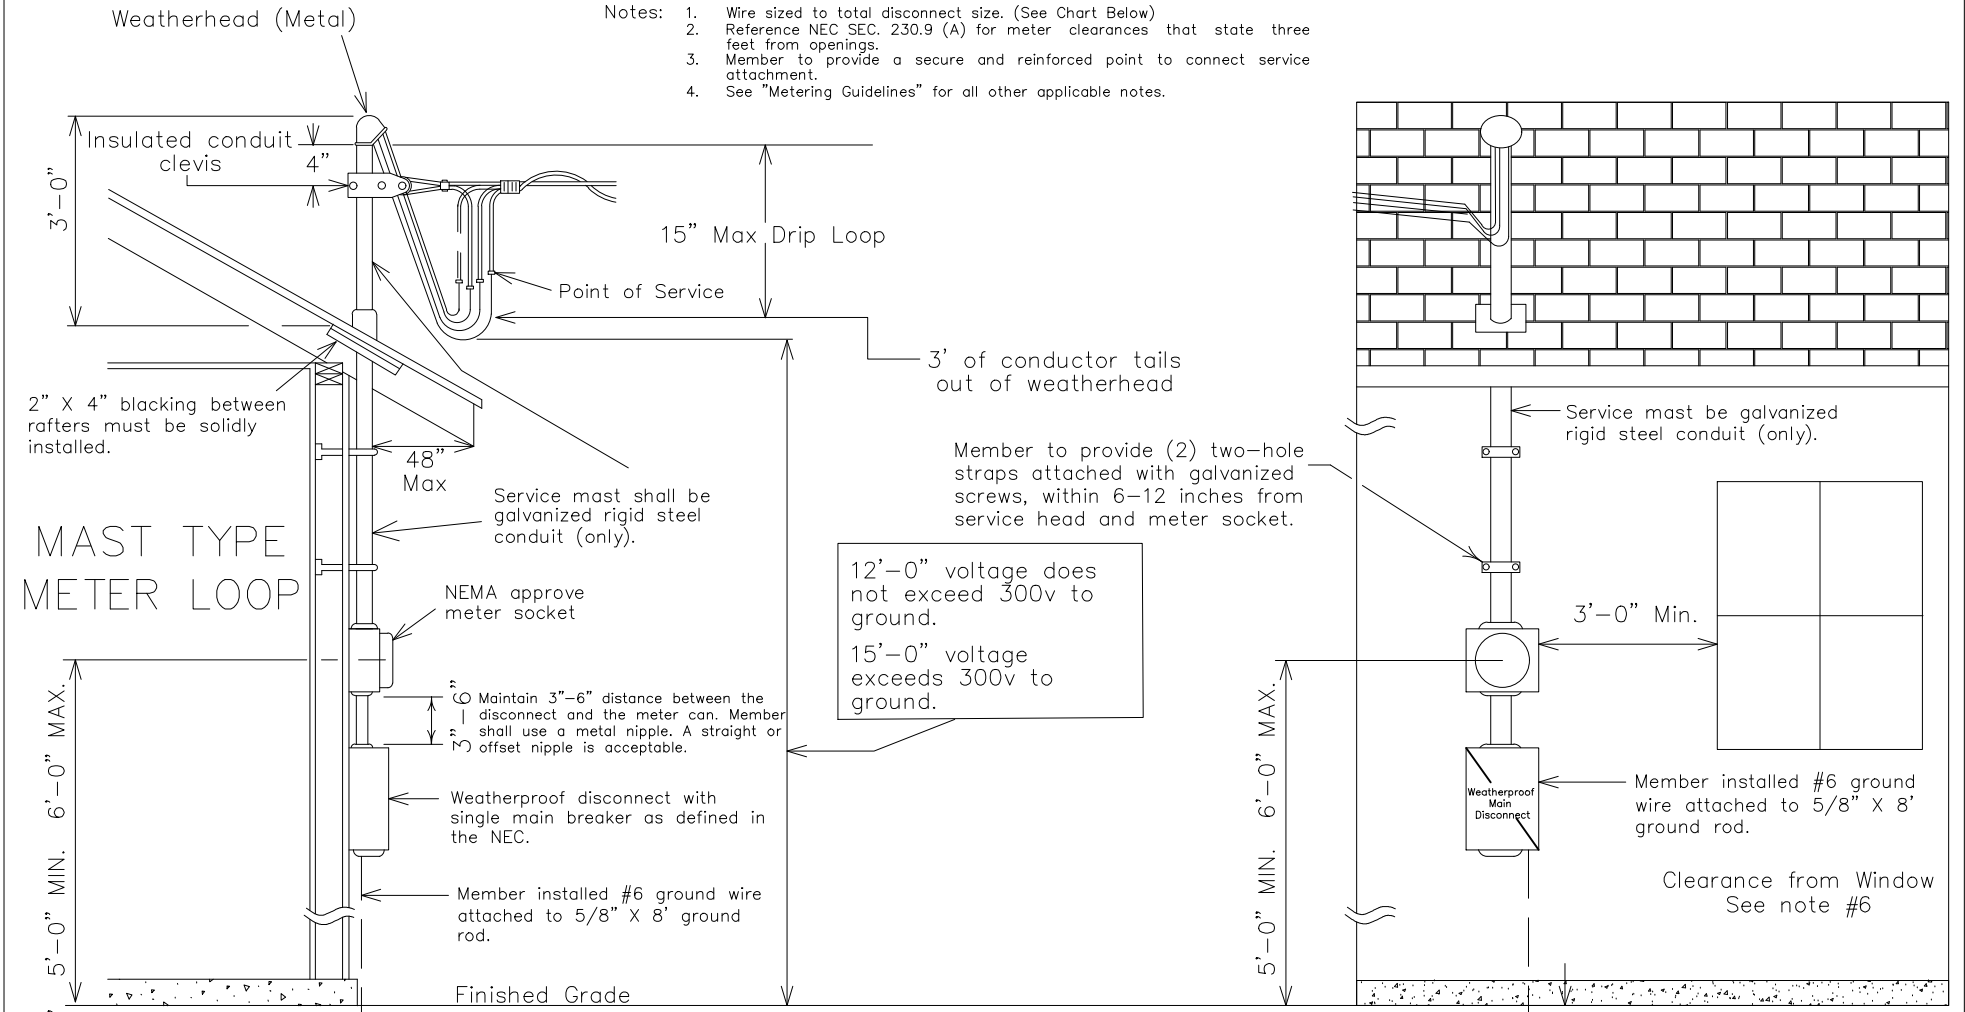 Weatherhead (Metal)
Notes: 1. Wire sized to total disconnect size. (See Chart Below)
2. Reference NEC SEC. 230.9 (A) for meter clearances that state three
feet from openings.
3. Member to provide a secure and reinforced point to connect service
attachment.
4. See "Metering Guidelines" for all other applicable notes.
Insulated conduit
clevis
4"
3'-0"
15" Max Drip Loop
Point of Service
3' of conductor tails
out of weatherhead
2" X 4" blacking between
rafters must be solidly
installed.
48"
Max
Service mast shall be
galvanized rigid steel
conduit (only).
MAST TYPE
METER LOOP
NEMA approve
meter socket
12'-0" voltage does
not exceed 300v to
ground.
15'-0" voltage
exceeds 300v to
ground.
3" - 6"
Maintain 3"-6" distance between the
disconnect and the meter can. Member
shall use a metal nipple. A straight or
offset nipple is acceptable.
Weatherproof disconnect with
single main breaker as defined in
the NEC.
Member installed #6 ground wire
attached to 5/8" X 8' ground
rod.
5'-0" MIN. 6'-0" MAX.
Finished Grade
Service mast be galvanized
rigid steel conduit (only).
Member to provide (2) two-hole
straps attached with galvanized
screws, within 6-12 inches from
service head and meter socket.
3'-0" Min.
5'-0" MIN. 6'-0" MAX.
Weatherproof
Main
Disconnect
Member installed #6 ground
wire attached to 5/8" X 8'
ground rod.
Clearance from Window
See note #6